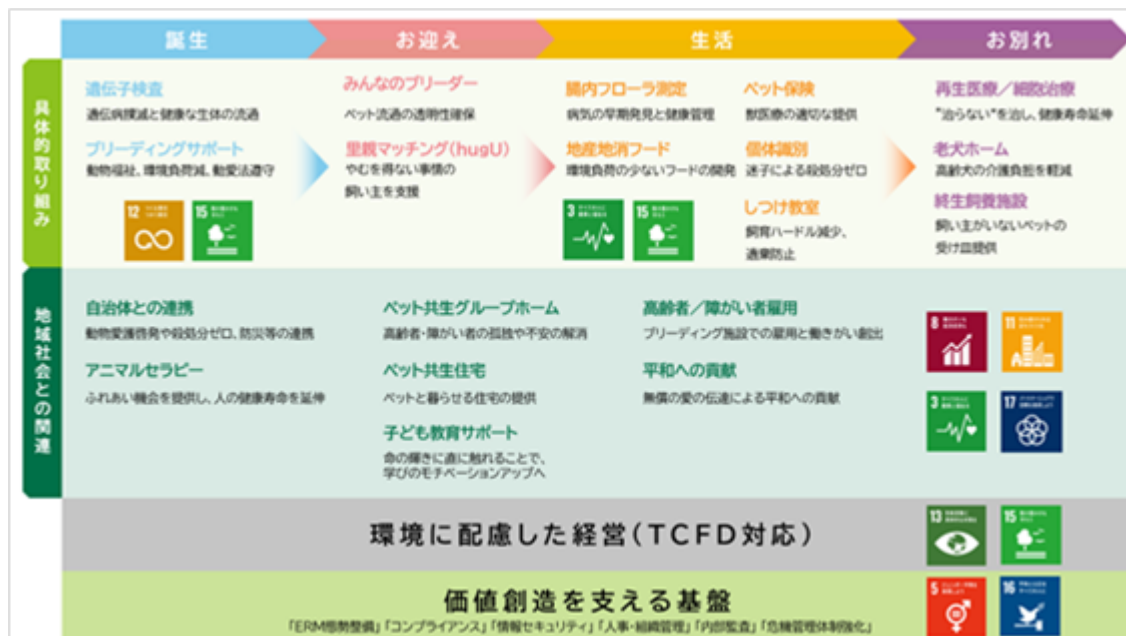 誕生
お迎え
生活
お別れ
具体的取り組み
遺伝子検査
遺伝病撲滅と健康な生体の流通
ブリーディングサポート
動物福祉、環境負荷減、動愛法遵守
12
15
みんなのブリーダー
ペット流通の透明性確保
里親マッチング(hugU)
やむを得ない事情の
飼い主を支援
腸内フローラ測定
病気の早期発見と健康管理
地産地消フード
環境負荷の少ないフードの開発
3
15
ペット保険
獣医療の適切な提供
個体識別
迷子による殺処分ゼロ
しつけ教室
飼育ハードル減少、
遺棄防止
再生医療/細胞治療
"治らない"を治し、健康寿命延伸
老犬ホーム
高齢犬の介護負担を軽減
終生飼養施設
飼い主がいないペットの
受け皿提供
地域社会との関連
自治体との連携
動物愛護啓発や殺処分ゼロ、防災等の連携
アニマルセラピー
ふれあい機会を提供し、人の健康寿命を延伸
ペット共生グループホーム
高齢者・障がい者の孤独や不安の解消
ペット共生住宅
ペットと暮らせる住宅の提供
子ども教育サポート
命の輝きに直に触れることで、
学びのモチベーションアップへ
高齢者/障がい者雇用
ブリーディング施設での雇用と働きがい創出
平和への貢献
無償の愛の伝達による平和への貢献
8
11
3
17
環境に配慮した経営(TCFD対応)
13
15
価値創造を支える基盤
「ERM態勢整備」「コンプライアンス」「情報セキュリティ」「人事・組織管理」「内部監査」「危機管理体制強化」
5
16